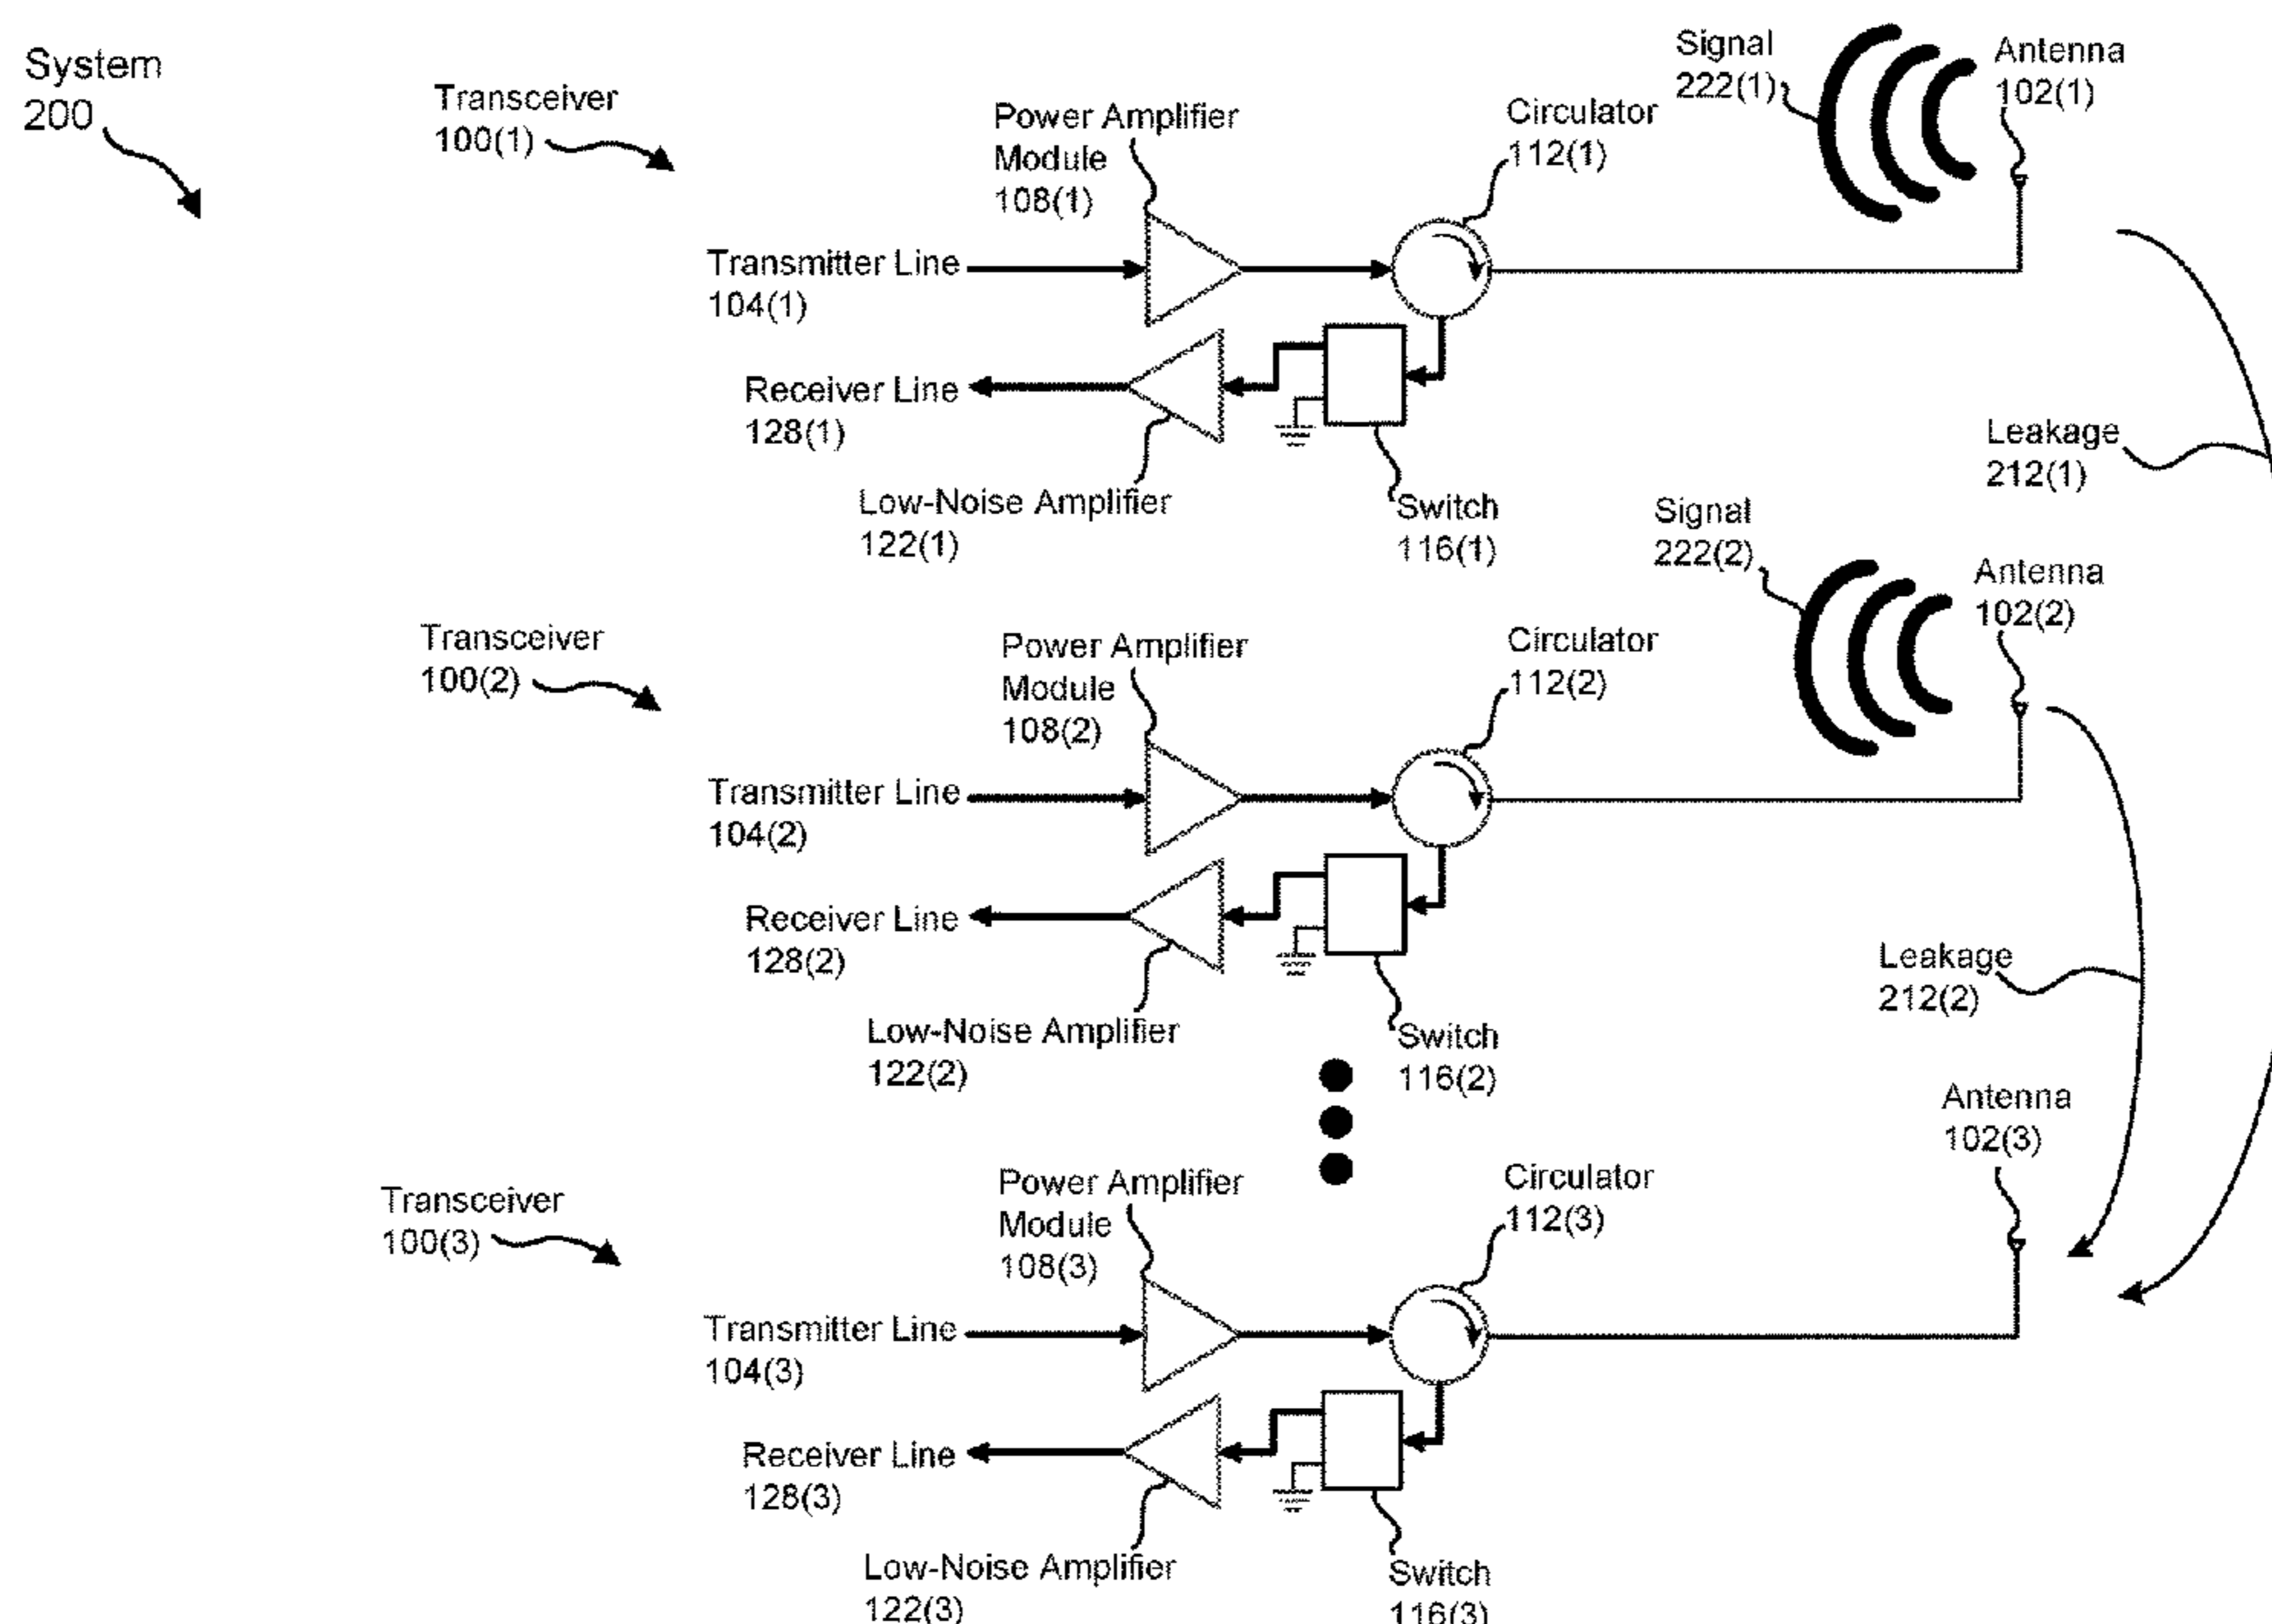 System
200
Transceiver
100(1)
Power Amplifier
Module
108(1)
Circulator
112(1)
Signal
222(1)
Antenna
102(1)
Transmitter Line
104(1)
Receiver Line
128(1)
Low-Noise Amplifier
122(1)
Switch
116(1)
Leakage
212(1)
Signal
222(2)
Antenna
102(2)
Transceiver
100(2)
Power Amplifier
Module
108(2)
Circulator
112(2)
Transmitter Line
104(2)
Receiver Line
128(2)
Low-Noise Amplifier
122(2)
Switch
116(2)
Leakage
212(2)
Antenna
102(3)
Transceiver
100(3)
Power Amplifier
Module
108(3)
Circulator
112(3)
Transmitter Line
104(3)
Receiver Line
128(3)
Low-Noise Amplifier
122(3)
Switch
116(3)